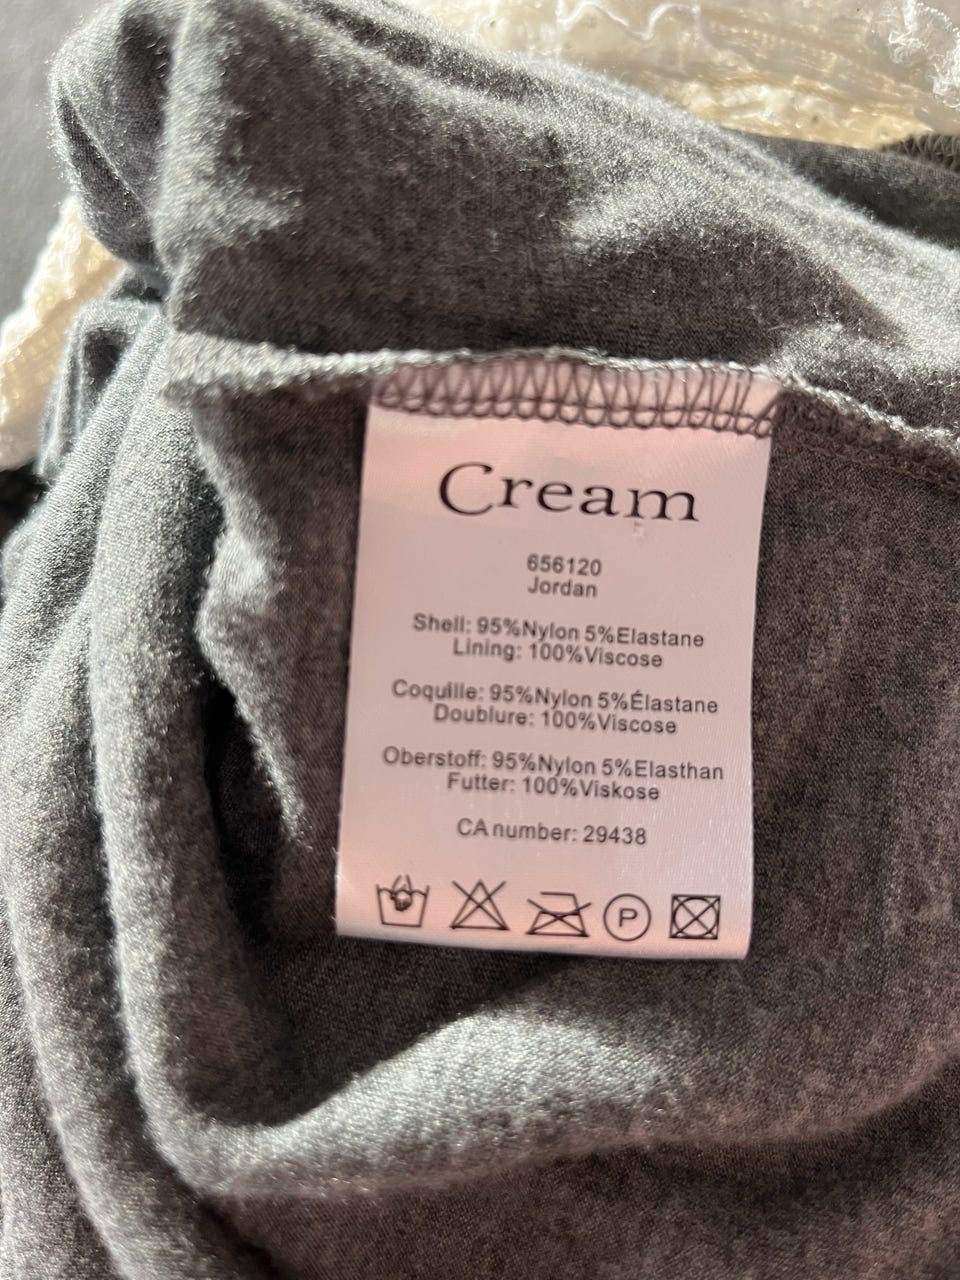 Cream
656120
Jordan
Shell: 95%Nylon 5%Elastane
Lining: 100%Viscose
Coquille: 95%Nylon 5%Élastane
Doublure: 100%Viscose
Oberstoff: 95%Nylon 5%Elasthan
Futter: 100%Viskose
CA number: 29438
P